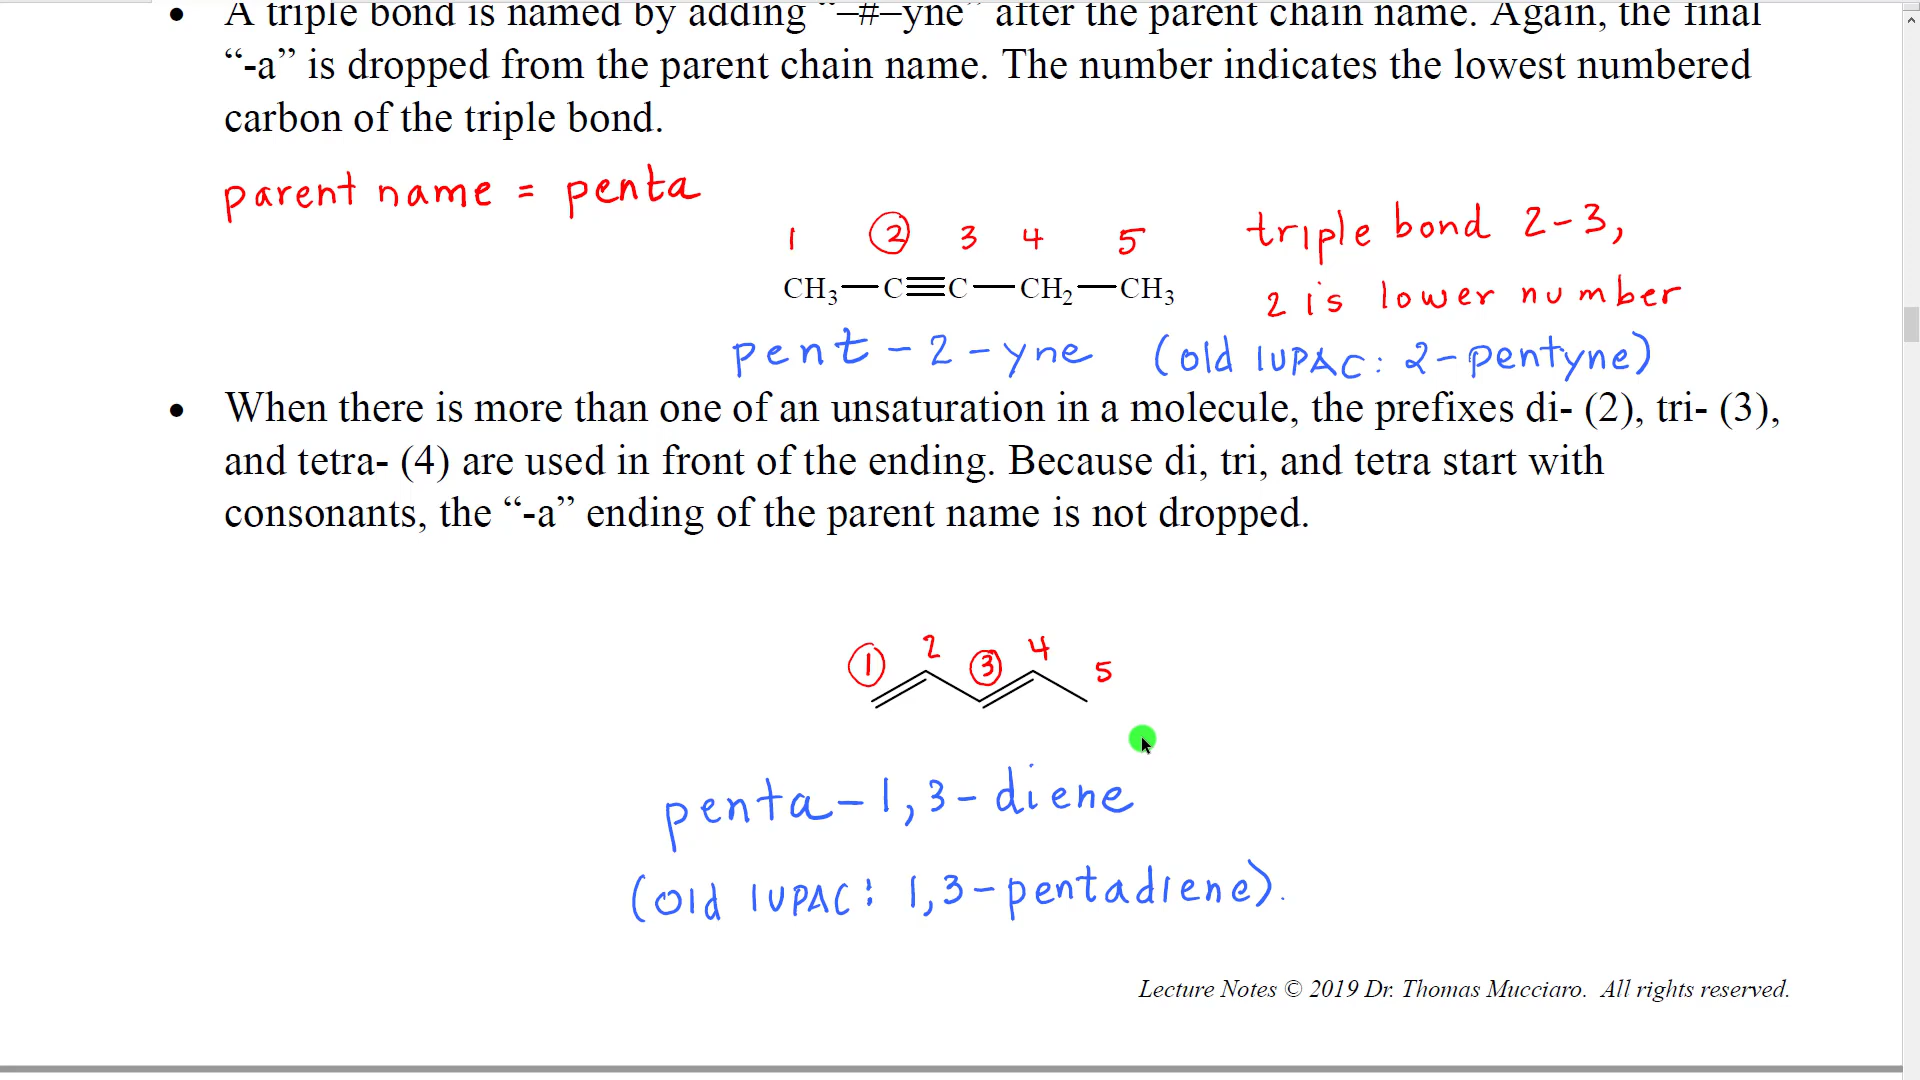 • A triple bond is named by adding “–#–yne” after the parent chain name. Again, the final
“-a” is dropped from the parent chain name. The number indicates the lowest numbered
carbon of the triple bond.
parent name = penta
1 2 3 4 5
triple bond 2-3,
CH3—C≡C—CH2—CH3
2 is lower number
pent-2-yne (old IUPAC: 2-pentyne)
• When there is more than one of an unsaturation in a molecule, the prefixes di- (2), tri- (3),
and tetra- (4) are used in front of the ending. Because di, tri, and tetra start with
consonants, the “-a” ending of the parent name is not dropped.
1 2 3 4 5
penta-1,3-diene
(old IUPAC: 1,3-pentadiene).
Lecture Notes © 2019 Dr. Thomas Mucciaro. All rights reserved.